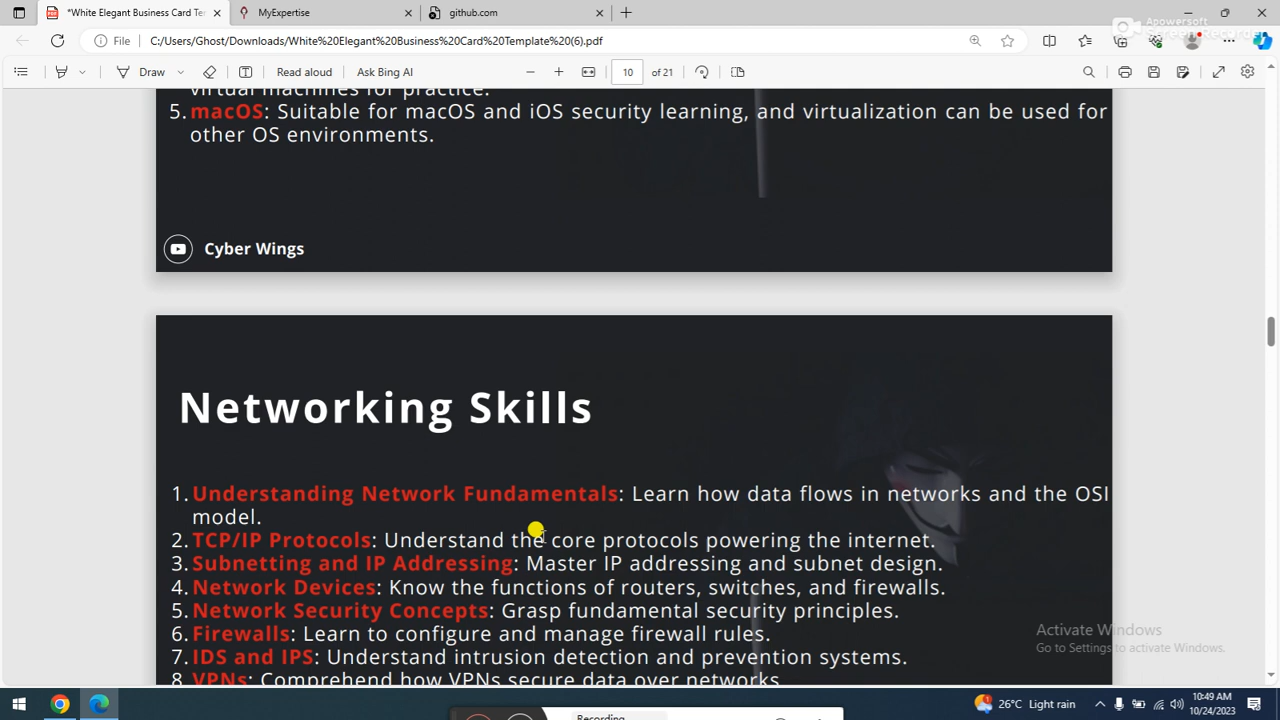 *White Elegant Business Card Te
MyExpertise
github.com
Apowersoft
Screen Recorder
File
C:/Users/Ghost/Downloads/White%20Elegant%20Business%20Card%20Template%20(6).pdf
Draw
Read aloud
Ask Bing AI
10
of 21
virtual machines for practice.
5. macOS: Suitable for macOS and iOS security learning, and virtualization can be used for
other OS environments.
Cyber Wings
Networking Skills
1. Understanding Network Fundamentals: Learn how data flows in networks and the OSI
model.
2. TCP/IP Protocols: Understand the core protocols powering the internet.
3. Subnetting and IP Addressing: Master IP addressing and subnet design.
4. Network Devices: Know the functions of routers, switches, and firewalls.
5. Network Security Concepts: Grasp fundamental security principles.
6. Firewalls: Learn to configure and manage firewall rules.
7. IDS and IPS: Understand intrusion detection and prevention systems.
8. VPNs: Comprehend how VPNs secure data over networks
Activate Windows
Go to Settings to activate Windows.
26°C Light rain
10:49 AM
10/24/2023
Recording